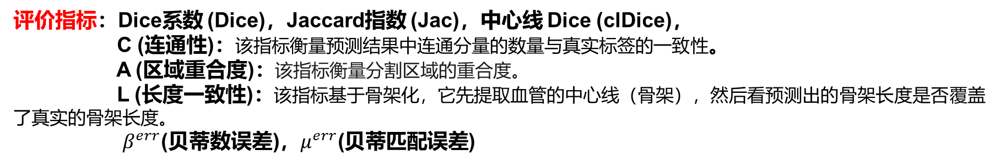 评价指标：Dice系数 (Dice)，Jaccard指数 (Jac)，中心线 Dice (clDice)，
C (连通性)：该指标衡量预测结果中连通分量的数量与真实标签的一致性。
A (区域重合度)：该指标衡量分割区域的重合度。
L (长度一致性)：该指标基于骨架化，它先提取血管的中心线（骨架），然后看预测出的骨架长度是否覆盖
了真实的骨架长度。
β^err(贝蒂数误差)，μ^err(贝蒂匹配误差)